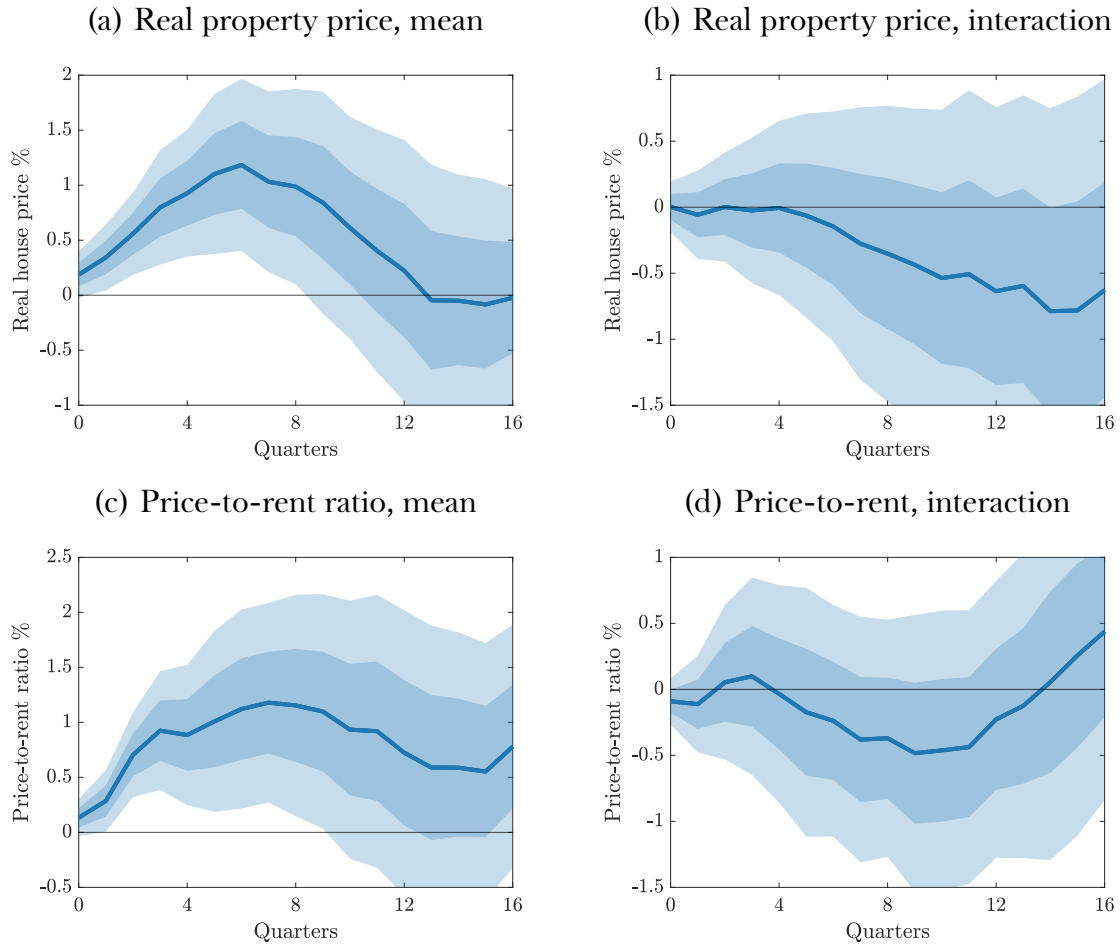 (a) Real property price, mean
2
1.5
1
0.5
0
-0.5
-1
Real house price %
0 4 8 12 16
Quarters
(b) Real property price, interaction
1
0.5
0
-0.5
-1
-1.5
Real house price %
0 4 8 12 16
Quarters
(c) Price-to-rent ratio, mean
2.5
2
1.5
1
0.5
0
-0.5
Price-to-rent ratio %
0 4 8 12 16
Quarters
(d) Price-to-rent, interaction
1
0.5
0
-0.5
-1
-1.5
Price-to-rent ratio %
0 4 8 12 16
Quarters